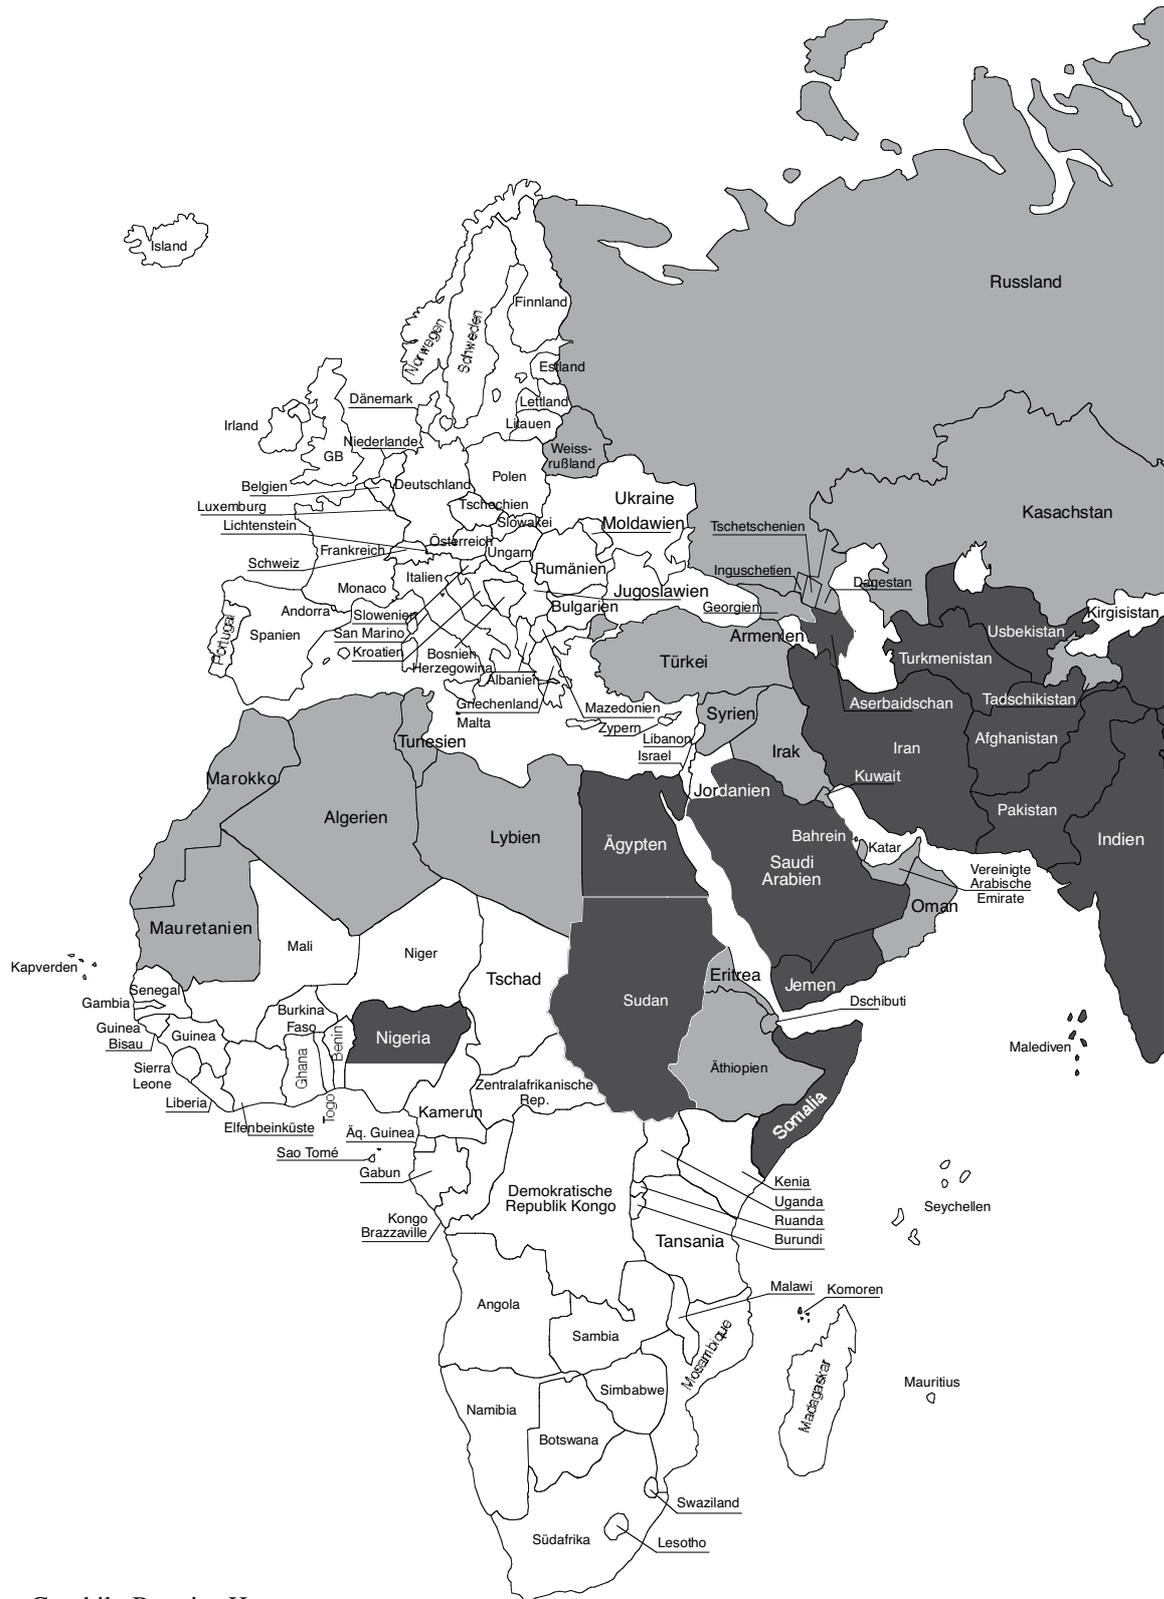 Russland
Island
Finnland
Norwegen
Schweden
Estland
Dänemark
Lettland
Irland
Litauen
Niederlande
GB
Weiss-
rußland
Belgien
Deutschland
Polen
Luxemburg
Tschechien
Ukraine
Kasachstan
Lichtenstein
Slowakei
Moldawien
Tschetschenien
Österreich
Schweiz
Frankreich
Ungarn
Rumänien
Inguschetien
Dagestan
Monaco
Italien
Jugoslawien
Andorra
Slowenien
Bulgarien
Georgien
Kirgisistan
Portugal
Spanien
San Marino
Armenien
Usbekistan
Kroatien
Bosnien
Herzegowina
Türkei
Turkmenistan
Albanien
Tadschikistan
Griechenland
Mazedonien
Aserbaidschan
Malta
Zypern
Syrien
Tunesien
Libanon
Israel
Irak
Iran
Afghanistan
Marokko
Kuwait
Jordanien
Algerien
Lybien
Ägypten
Bahrein
Katar
Pakistan
Indien
Saudi
Arabien
Vereinigte
Arabische
Emirate
Oman
Mauretanien
Mali
Niger
Kapverden
Tschad
Eritrea
Jemen
Senegal
Gambia
Sudan
Dschibuti
Burkina
Faso
Guinea
Bisau
Guinea
Nigeria
Benin
Ghana
Malediven
Sierra
Leone
Äthiopien
Liberia
Zentralafrikanische
Rep.
Togo
Kamerun
Somalia
Elfenbeinküste
Äq. Guinea
Sao Tomé
Gabun
Kenia
Demokratische
Republik Kongo
Uganda
Seychellen
Kongo
Brazzaville
Ruanda
Burundi
Tansania
Malawi
Komoren
Angola
Sambia
Mosambique
Madagaskar
Simbabwe
Mauritius
Namibia
Botswana
Swaziland
Südafrika
Lesotho